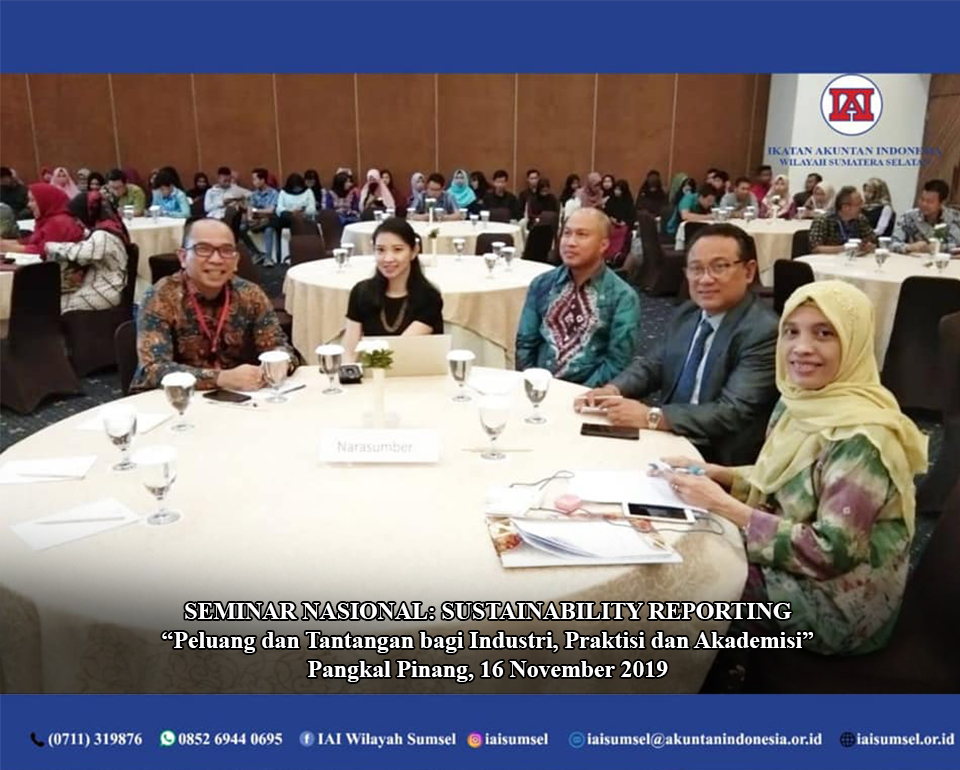 IAI
IKATAN AKUNTAN INDONESIA
WILAYAH SUMATERA SELATAN
Narasumber
SEMINAR NASIONAL: SUSTAINABILITY REPORTING
“Peluang dan Tantangan bagi Industri, Praktisi dan Akademisi”
Pangkal Pinang, 16 November 2019
(0711) 319876 0852 6944 0695 IAI Wilayah Sumsel iaisumsel iaisumsel@akuntanindonesia.or.id iaisumsel.or.id